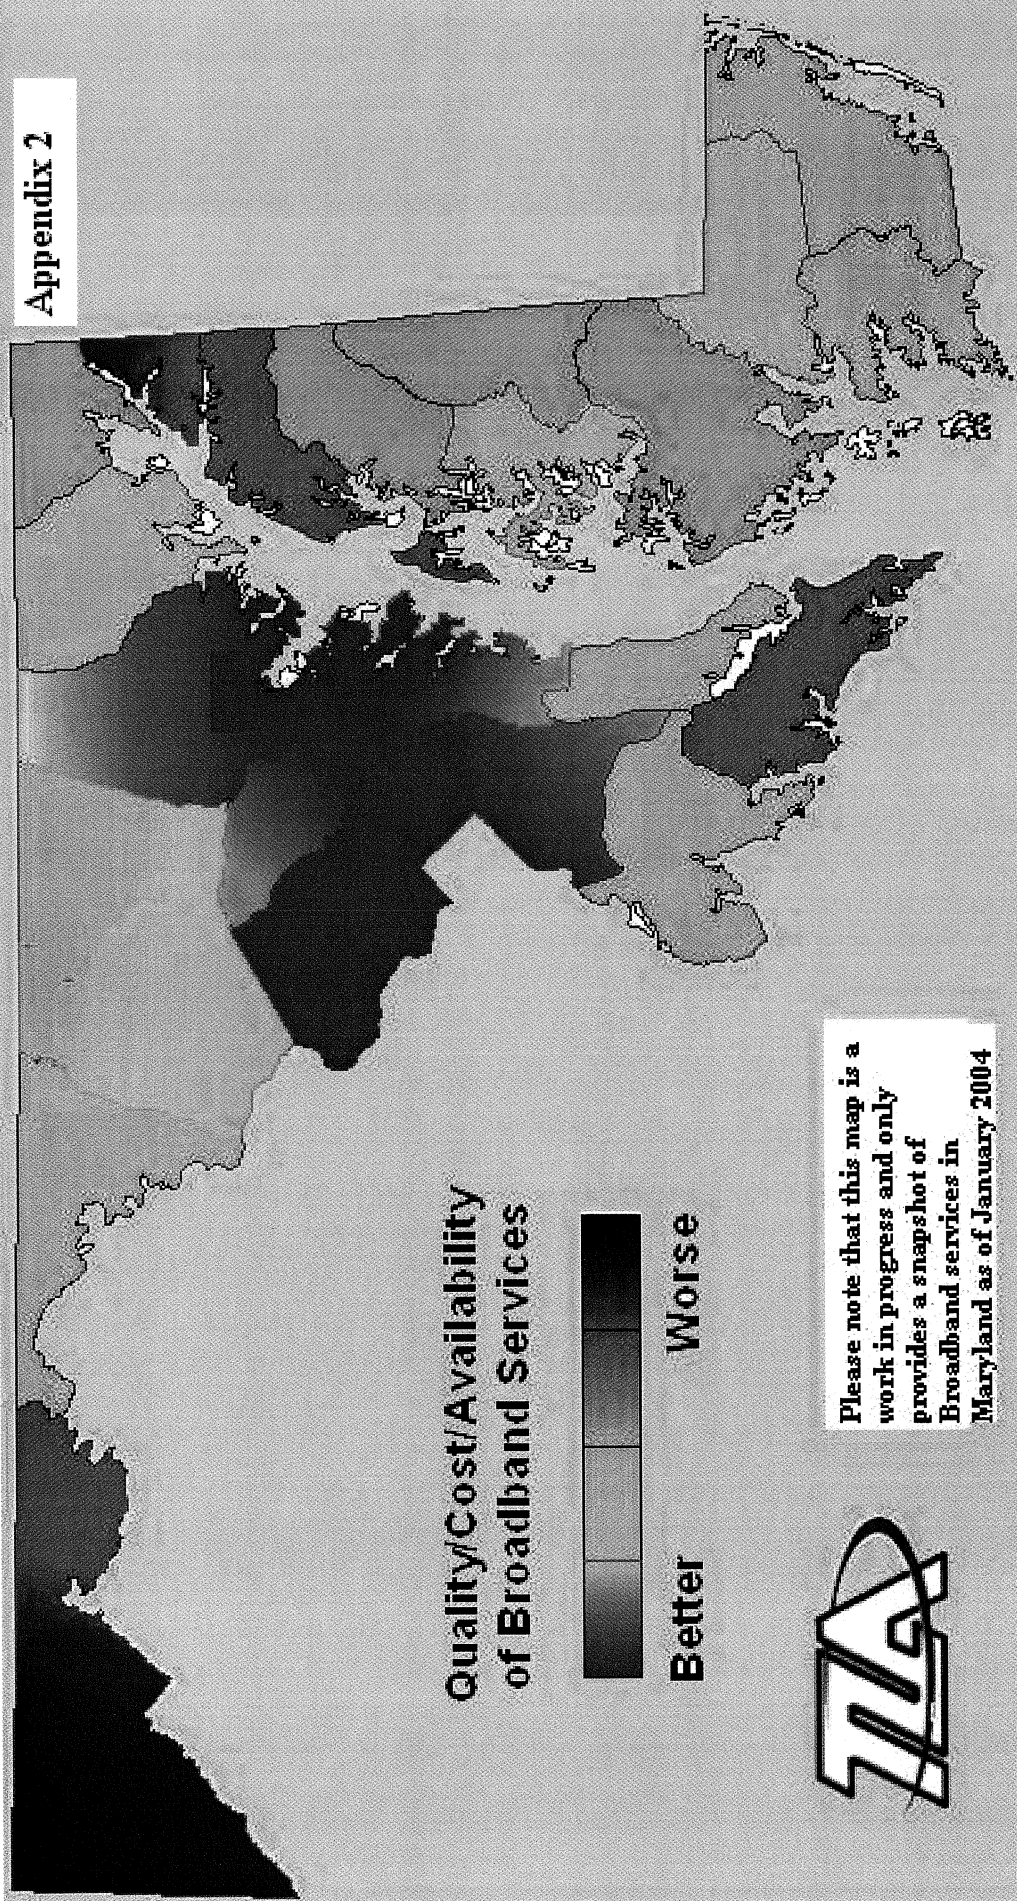 Appendix 2
Quality/Cost/Availability
of Broadband Services
Better
Worse
TLA
Please note that this map is a
work in progress and only
provides a snapshot of
Broadband services in
Maryland as of January 2004